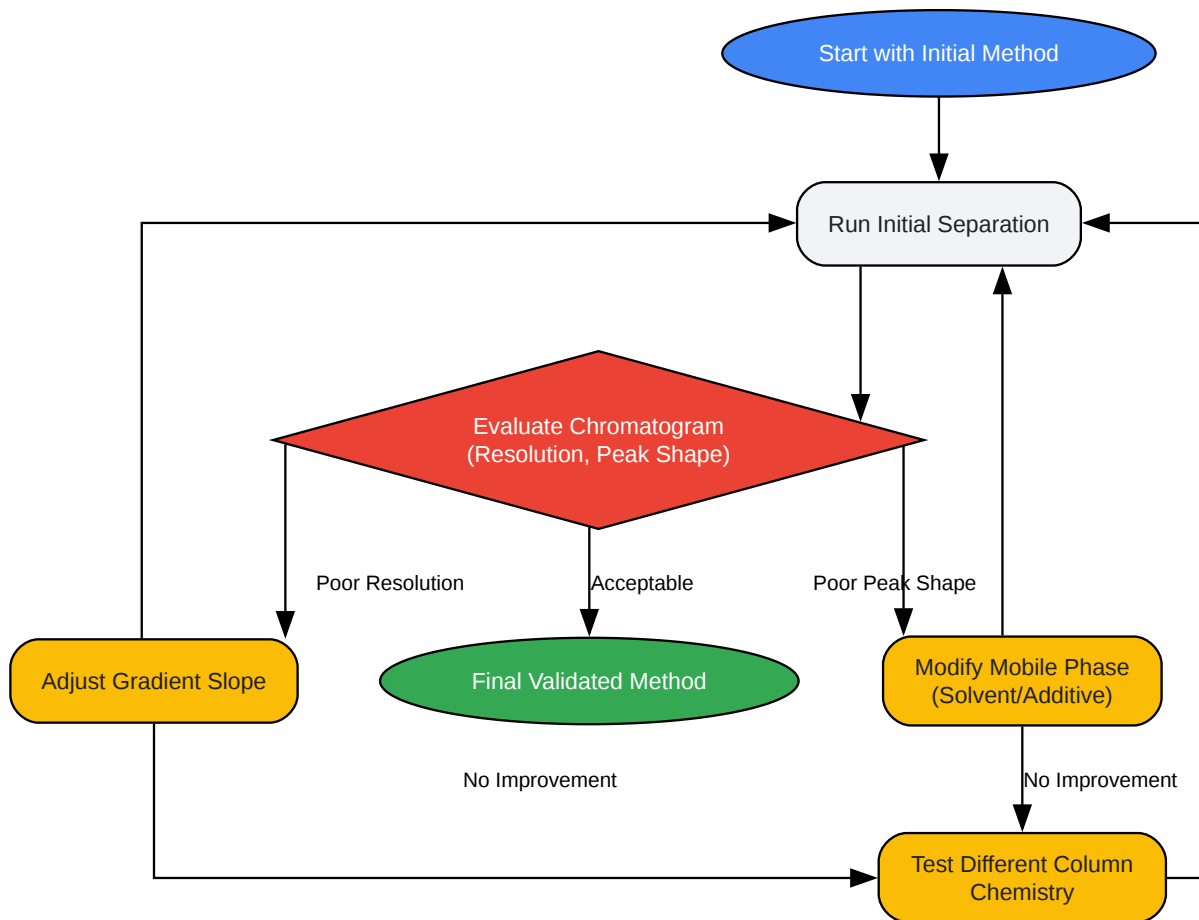 Start with Initial Method
Run Initial Separation
Evaluate Chromatogram
(Resolution, Peak Shape)
Poor Resolution
Acceptable
Poor Peak Shape
Adjust Gradient Slope
Final Validated Method
Modify Mobile Phase
(Solvent/Additive)
No Improvement
No Improvement
Test Different Column
Chemistry